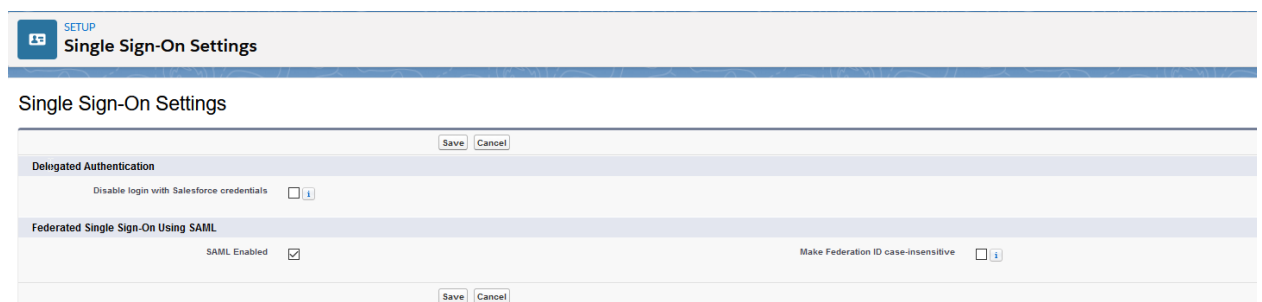 SETUP
Single Sign-On Settings
Single Sign-On Settings
Save Cancel
Delegated Authentication
Disable login with Salesforce credentials i
Federated Single Sign-On Using SAML
SAML Enabled Make Federation ID case-insensitive i
Save Cancel